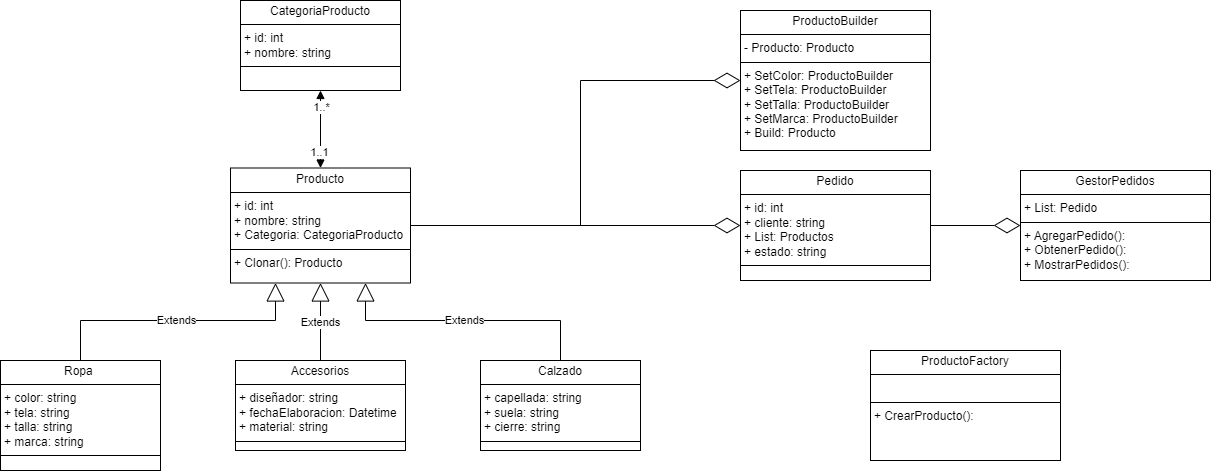 CategoriaProducto
+ id: int
+ nombre: string
1..*
1..1
Producto
+ id: int
+ nombre: string
+ Categoria: CategoriaProducto
+ Clonar(): Producto
Extends
Extends
Extends
Ropa
+ color: string
+ tela: string
+ talla: string
+ marca: string
Accesorios
+ diseñador: string
+ fechaElaboracion: Datetime
+ material: string
Calzado
+ capellada: string
+ suela: string
+ cierre: string
ProductoBuilder
- Producto: Producto
+ SetColor: ProductoBuilder
+ SetTela: ProductoBuilder
+ SetTalla: ProductoBuilder
+ SetMarca: ProductoBuilder
+ Build: Producto
Pedido
+ id: int
+ cliente: string
+ List: Productos
+ estado: string
GestorPedidos
+ List: Pedido
+ AgregarPedido():
+ ObtenerPedido():
+ MostrarPedidos():
ProductoFactory
+ CrearProducto():